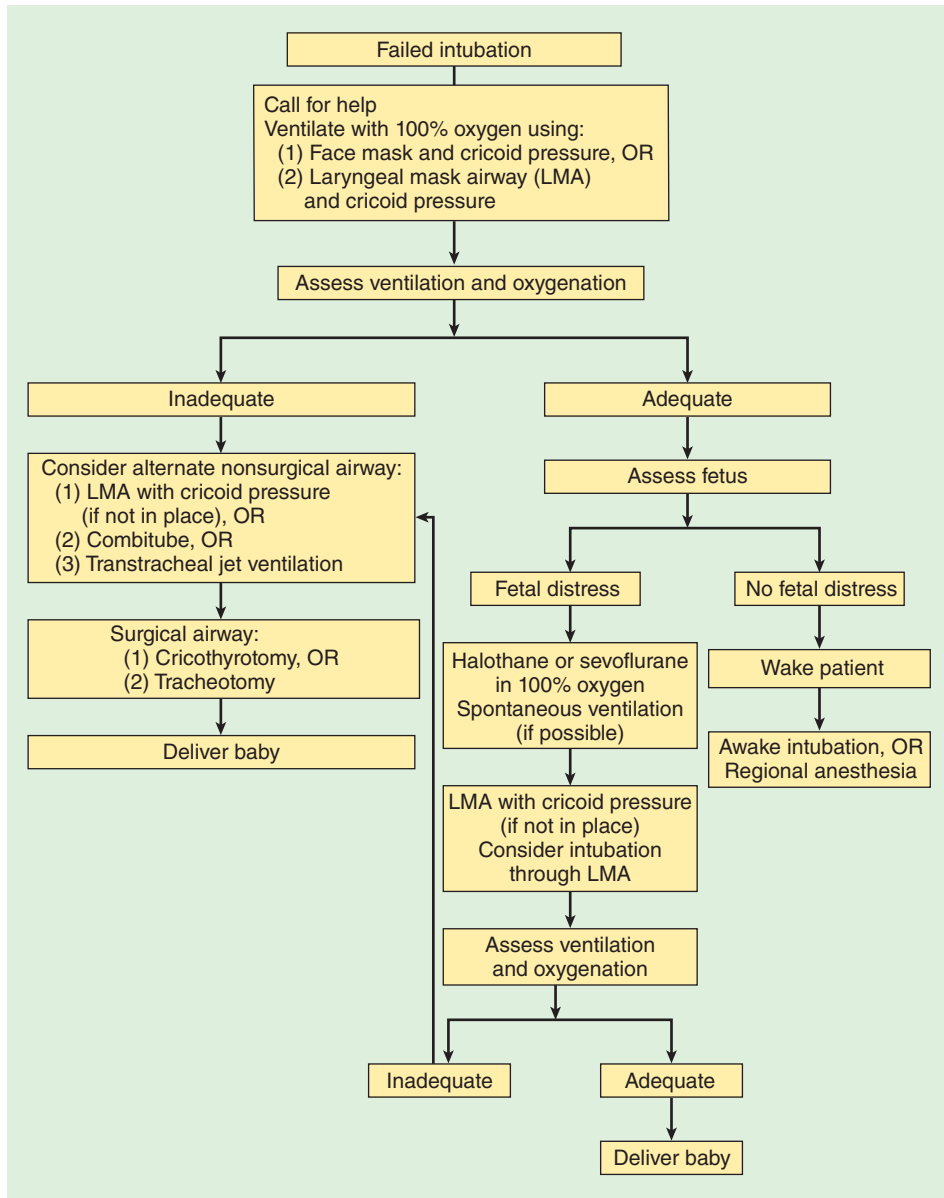 Failed intubation
Call for help
Ventilate with 100% oxygen using:
(1) Face mask and cricoid pressure, OR
(2) Laryngeal mask airway (LMA)
and cricoid pressure
Assess ventilation and oxygenation
Inadequate
Consider alternate nonsurgical airway:
(1) LMA with cricoid pressure
(if not in place), OR
(2) Combitube, OR
(3) Transtracheal jet ventilation
Surgical airway:
(1) Cricothyrotomy, OR
(2) Tracheotomy
Deliver baby
Adequate
Assess fetus
Fetal distress
Halothane or sevoflurane
in 100% oxygen
Spontaneous ventilation
(if possible)
LMA with cricoid pressure
(if not in place)
Consider intubation
through LMA
Assess ventilation
and oxygenation
Inadequate
Adequate
Deliver baby
No fetal distress
Wake patient
Awake intubation, OR
Regional anesthesia